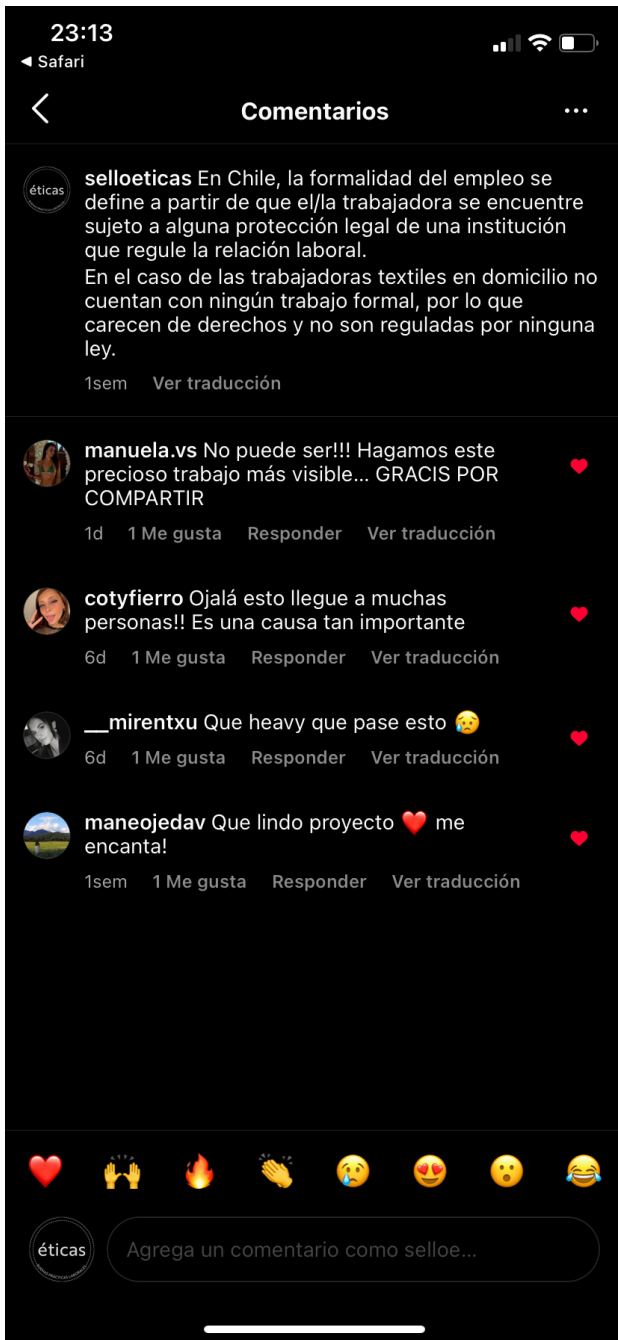 23:13
◀ Safari
Comentarios
éticas
selloeticas En Chile, la formalidad del empleo se
define a partir de que el/la trabajadora se encuentre
sujeto a alguna protección legal de una institución
que regule la relación laboral.
En el caso de las trabajadoras textiles en domicilio no
cuentan con ningún trabajo formal, por lo que
carecen de derechos y no son reguladas por ninguna
ley.
1sem Ver traducción
manuela.vs No puede ser!!! Hagamos este
precioso trabajo más visible... GRACIS POR
COMPARTIR
1d 1 Me gusta Responder Ver traducción
cotyfierro Ojalá esto llegue a muchas
personas!! Es una causa tan importante
6d 1 Me gusta Responder Ver traducción
__mirentxu Que heavy que pase esto 😥
6d 1 Me gusta Responder Ver traducción
maneojedav Que lindo proyecto ❤️ me
encanta!
1sem 1 Me gusta Responder Ver traducción
❤️ 🙌 🔥 👏 😢 😍 😮 😂
éticas
Agrega un comentario como selloe...